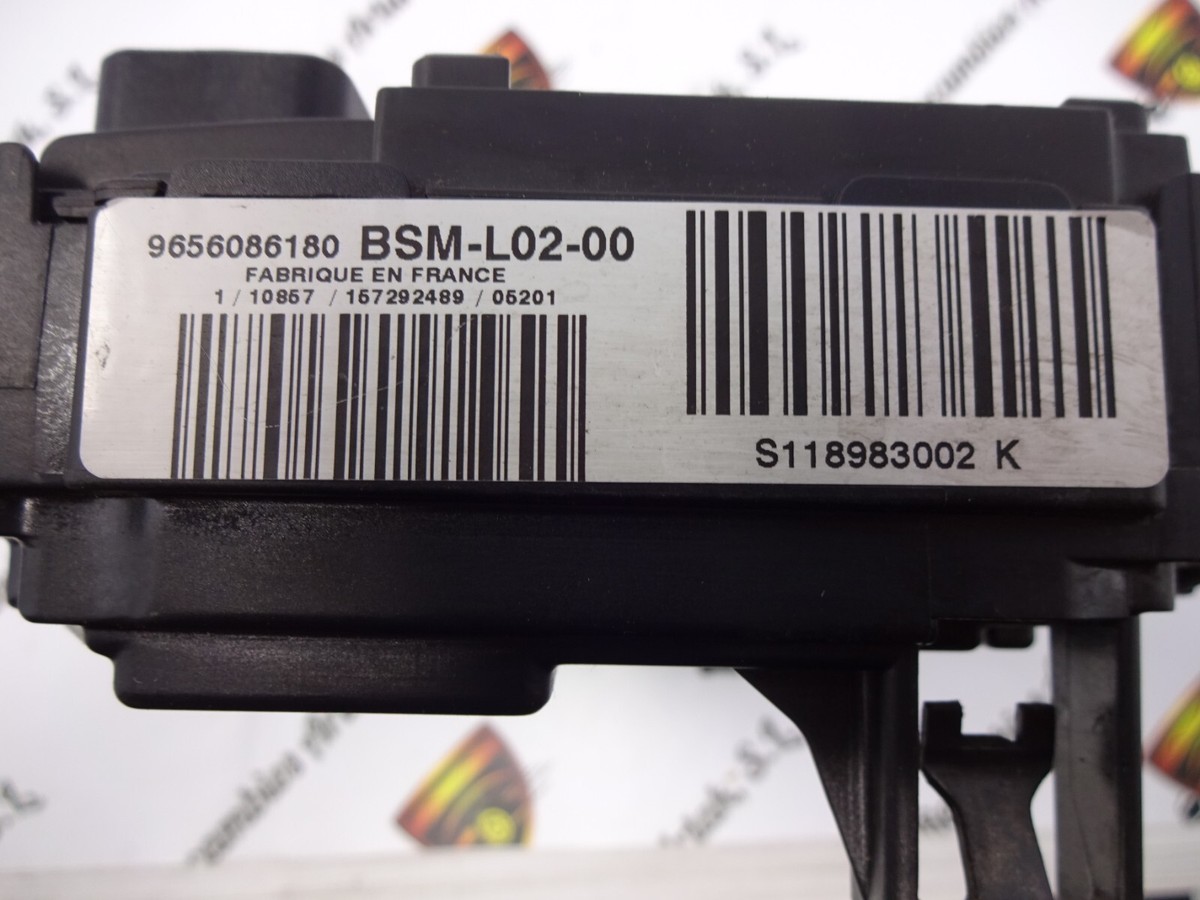 9656086180 BSM-L02-00
FABRIQUE EN FRANCE
1 / 10857 / 157292489 / 05201
S118983002 K